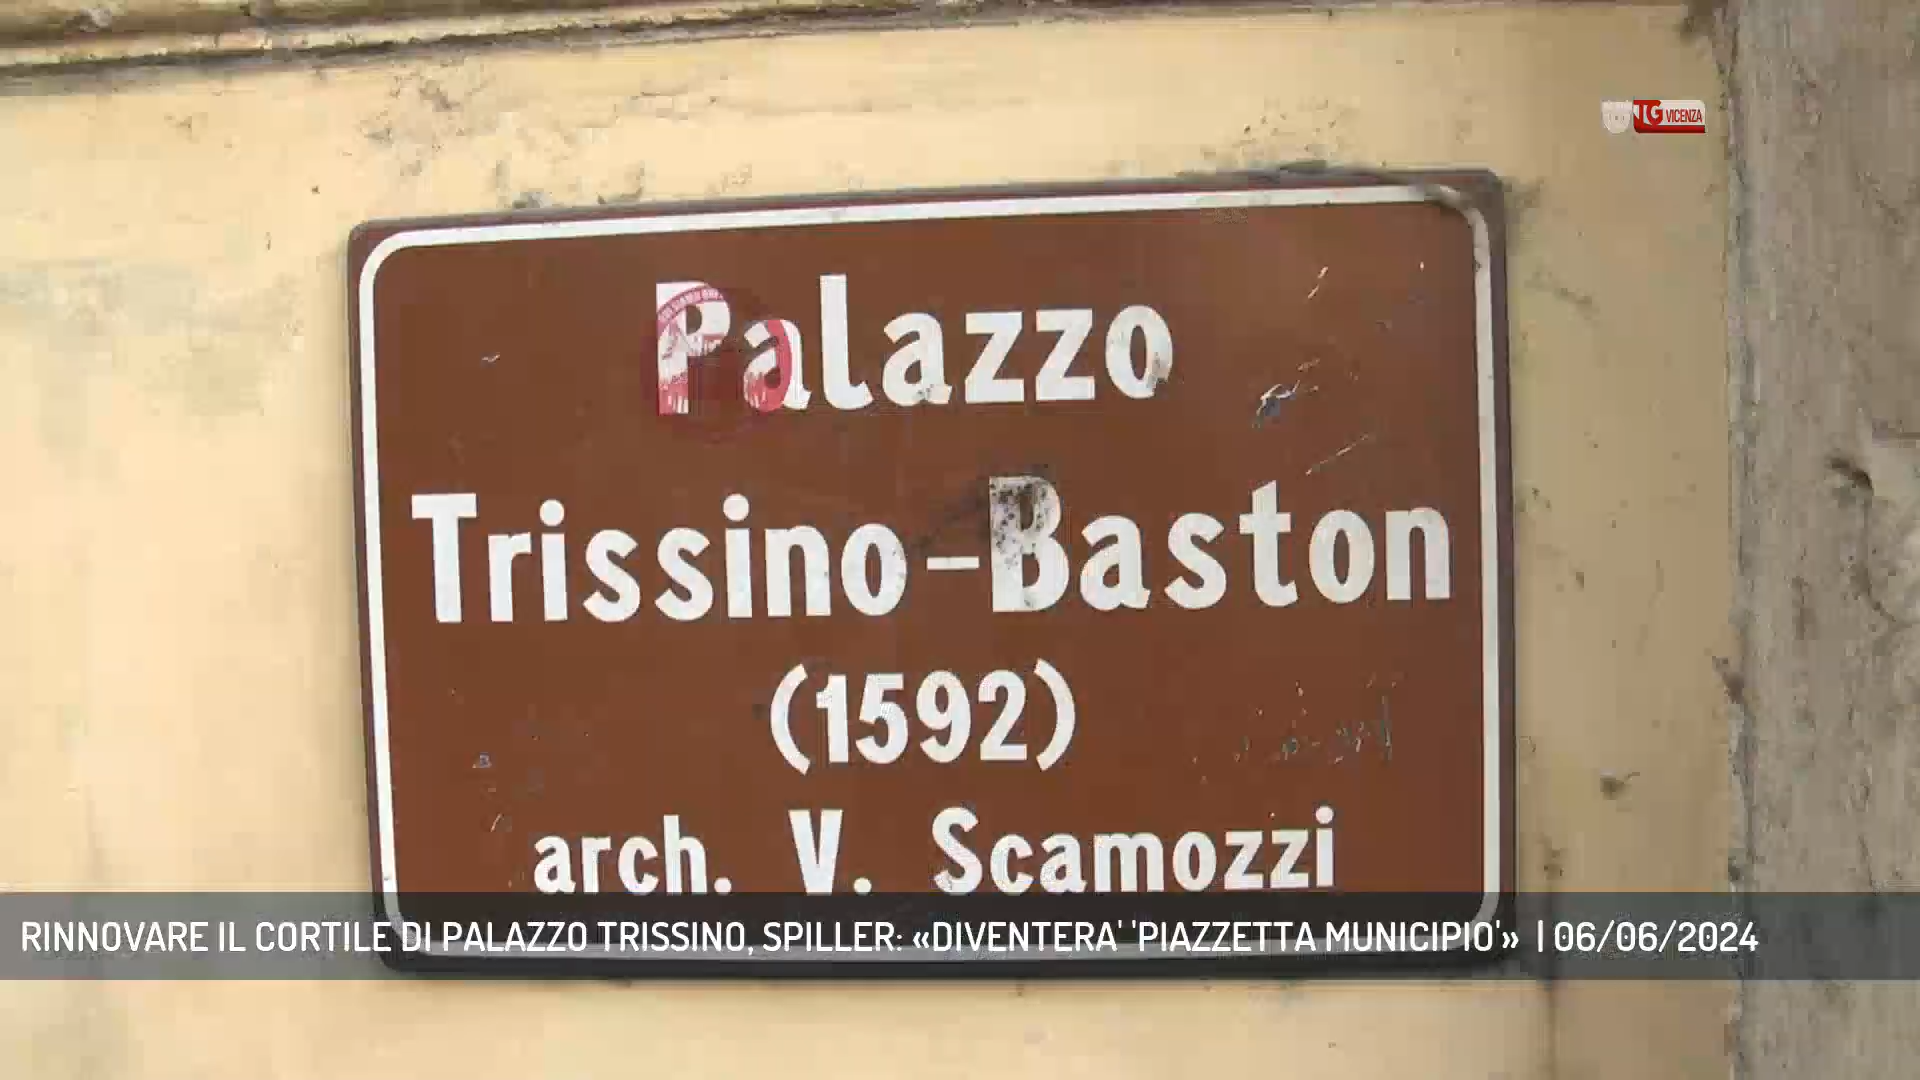 TG VICENZA
Palazzo
Trissino-Baston
(1592)
arch. V. Scamozzi
RINNOVARE IL CORTILE DI PALAZZO TRISSINO, SPILLER: «DIVENTERA' 'PIAZZETTA MUNICIPIO'» | 06/06/2024